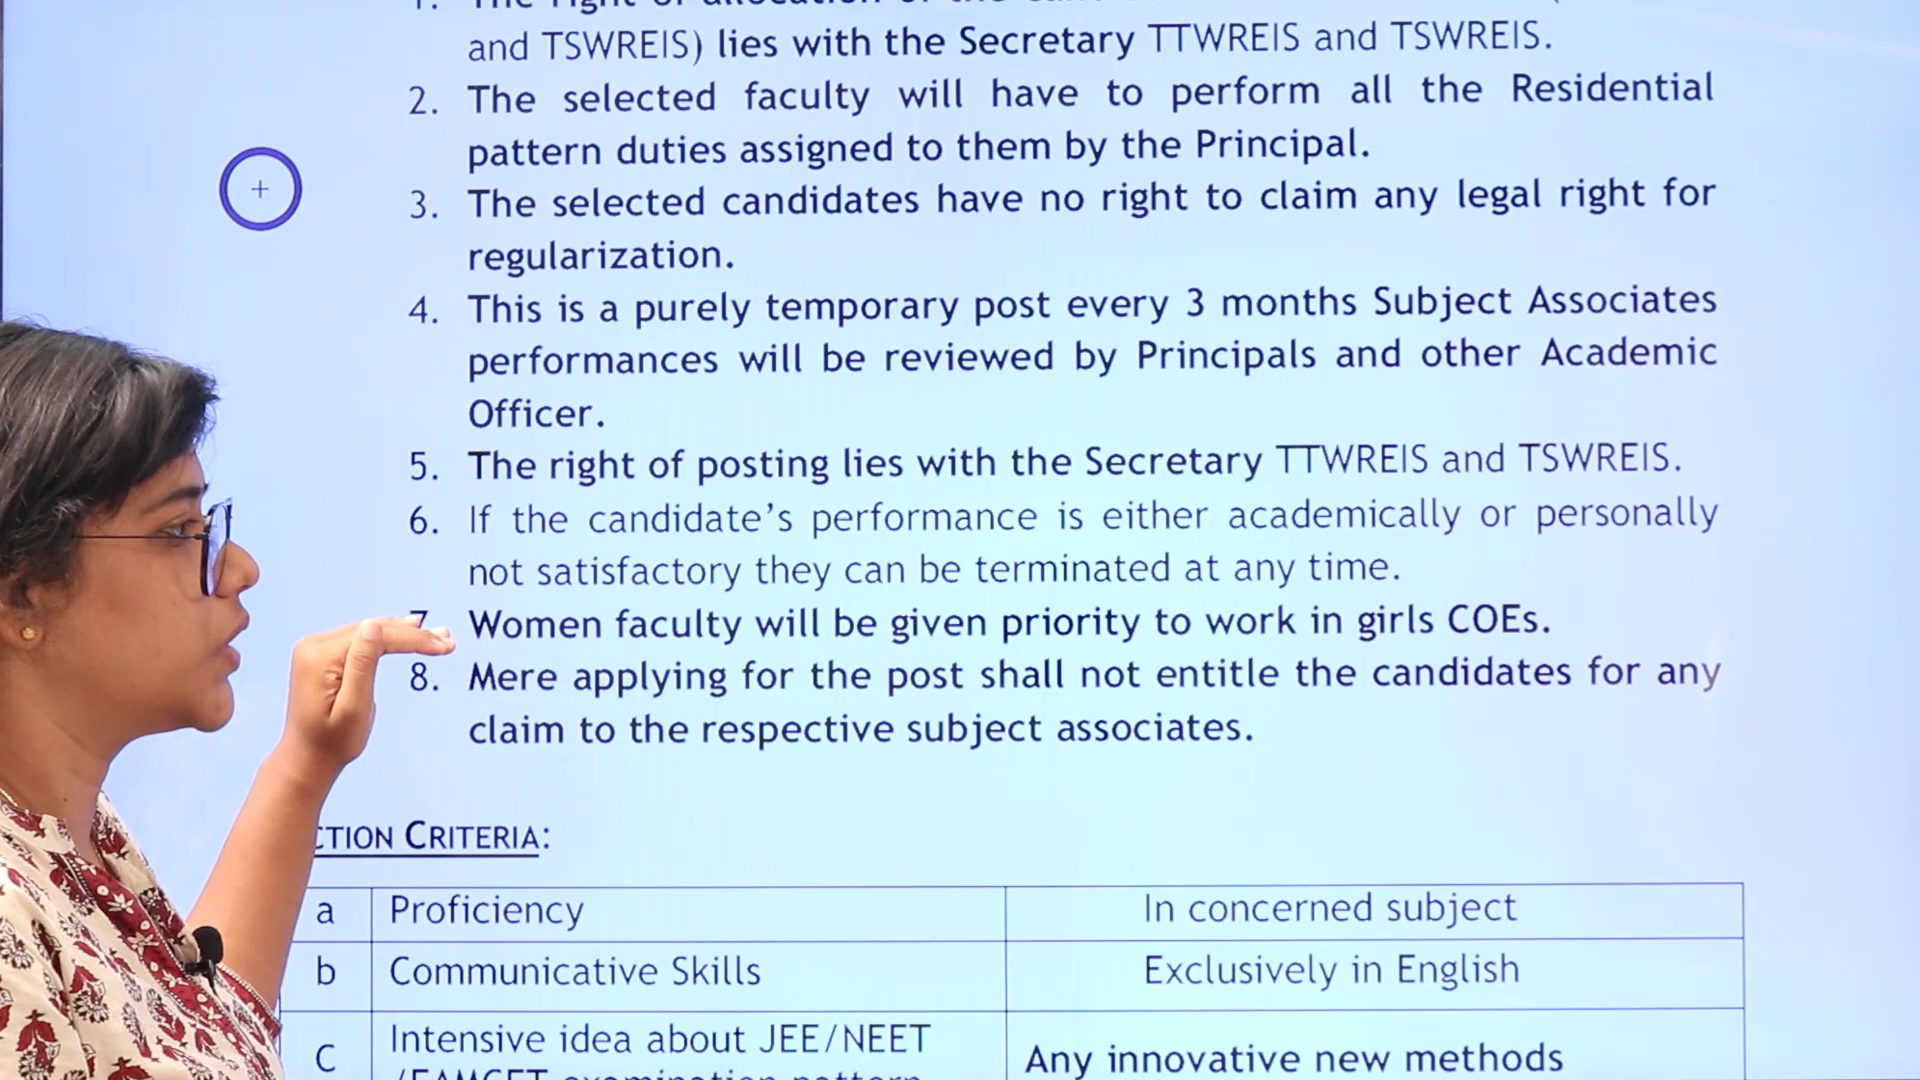 and TSWREIS) lies with the Secretary TTWREIS and TSWREIS.
2. The selected faculty will have to perform all the Residential
pattern duties assigned to them by the Principal.
3. The selected candidates have no right to claim any legal right for
regularization.
4. This is a purely temporary post every 3 months Subject Associates
performances will be reviewed by Principals and other Academic
Officer.
5. The right of posting lies with the Secretary TTWREIS and TSWREIS.
6. If the candidate's performance is either academically or personally
not satisfactory they can be terminated at any time.
7. Women faculty will be given priority to work in girls COEs.
8. Mere applying for the post shall not entitle the candidates for any
claim to the respective subject associates.
CTION CRITERIA:
a Proficiency In concerned subject
b Communicative Skills Exclusively in English
C Intensive idea about JEE/NEET Any innovative new methods